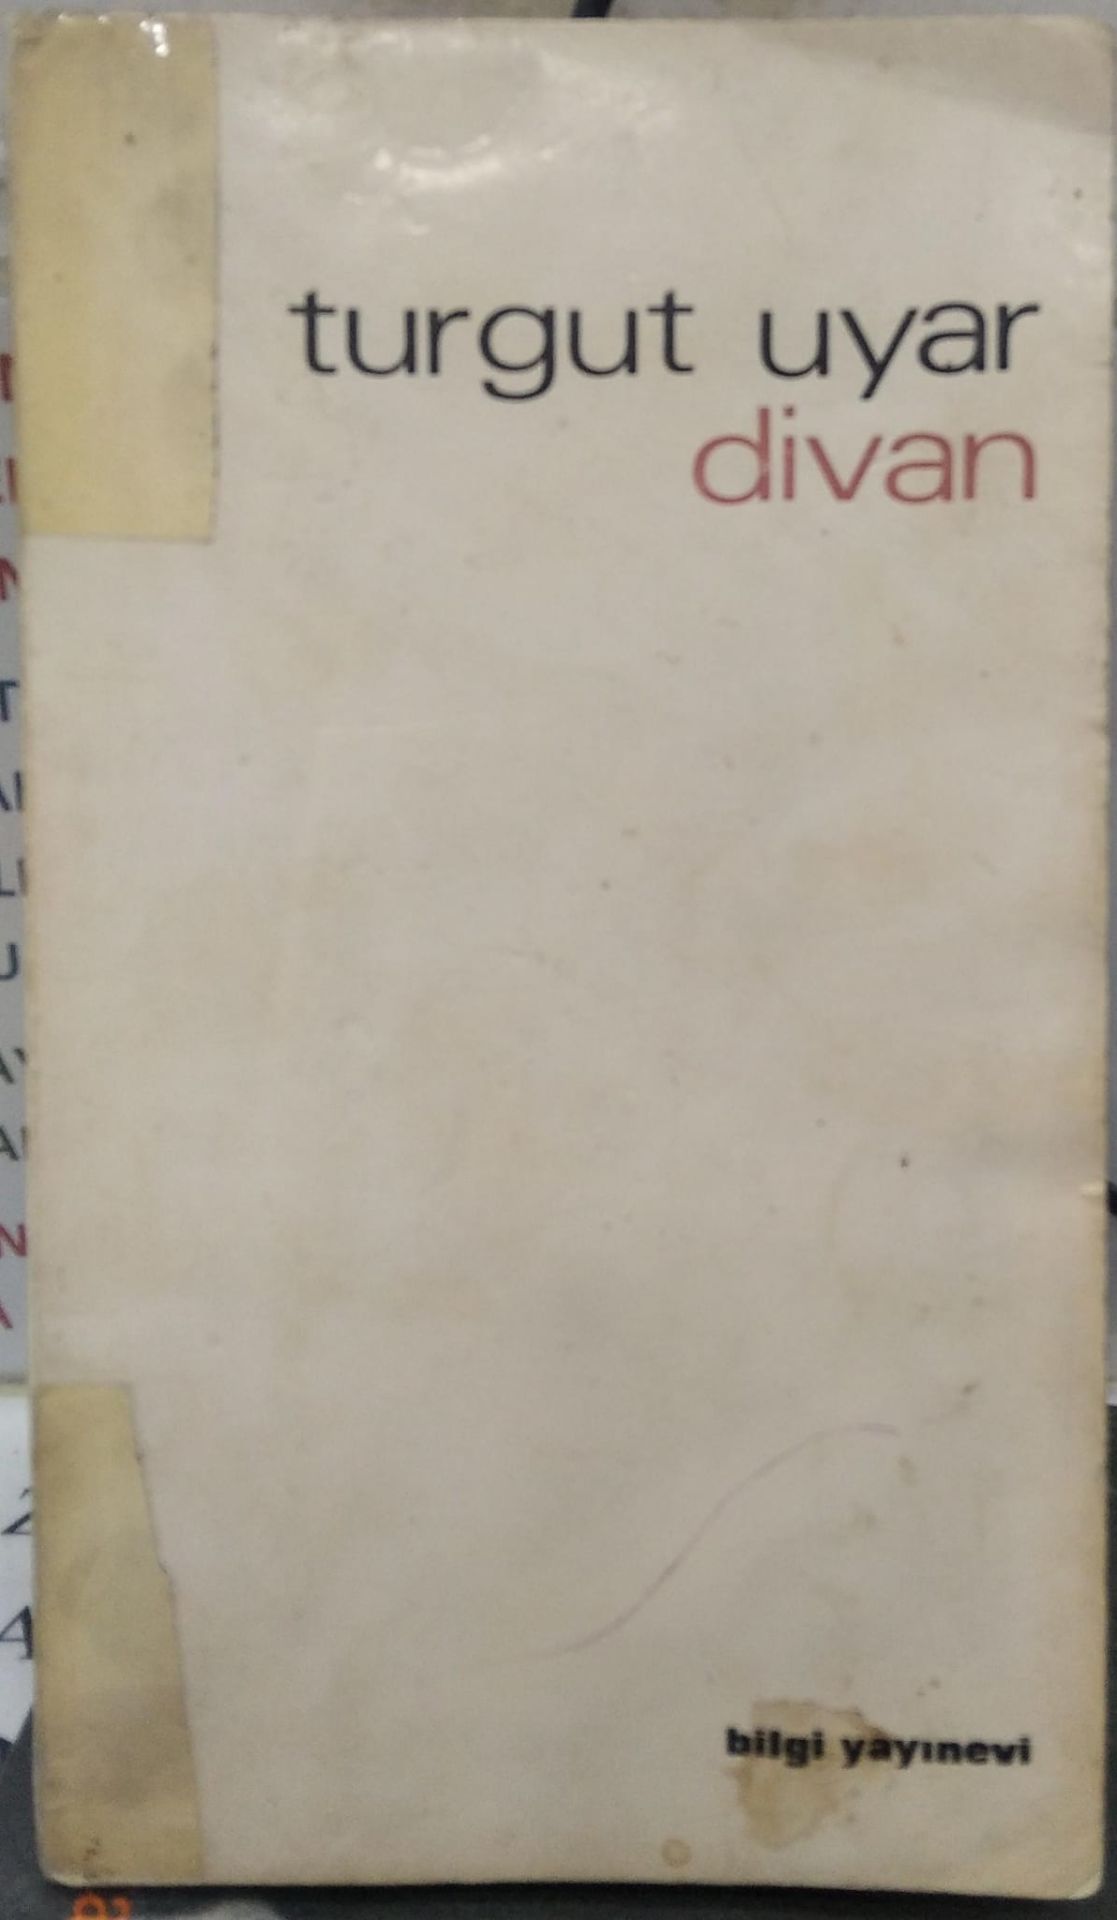 turgut uyar
divan
bilgi yayınevi